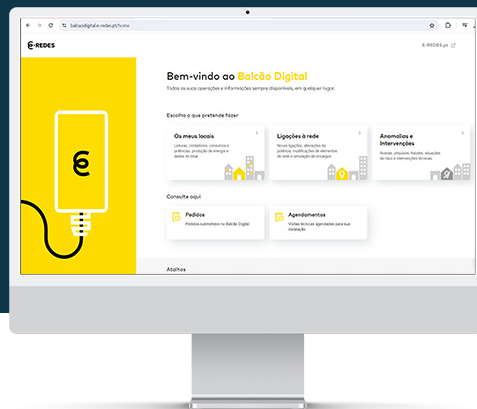 balcaodigital.e-redes.pt/home
E-REDES
E-REDES.pt
Bem-vindo ao Balcão Digital
Todas as suas operações e informações sempre disponíveis, em qualquer lugar.
Escolha o que pretende fazer
Os meus locais
Leituras, contadores, consumos e
potências, produção de energia e
dados do local.
Ligações à rede
Novas ligações, alterações de
potência, modificações de elementos
de rede e simulação de encargos.
Anomalias e
Intervenções
Avarias, prejuízos, fraudes, situações
de risco e intervenções técnicas.
Consulte aqui
Pedidos
Pedidos submetidos no Balcão Digital
Agendamentos
Visitas técnicas agendadas para sua
instalação.
Atalhos